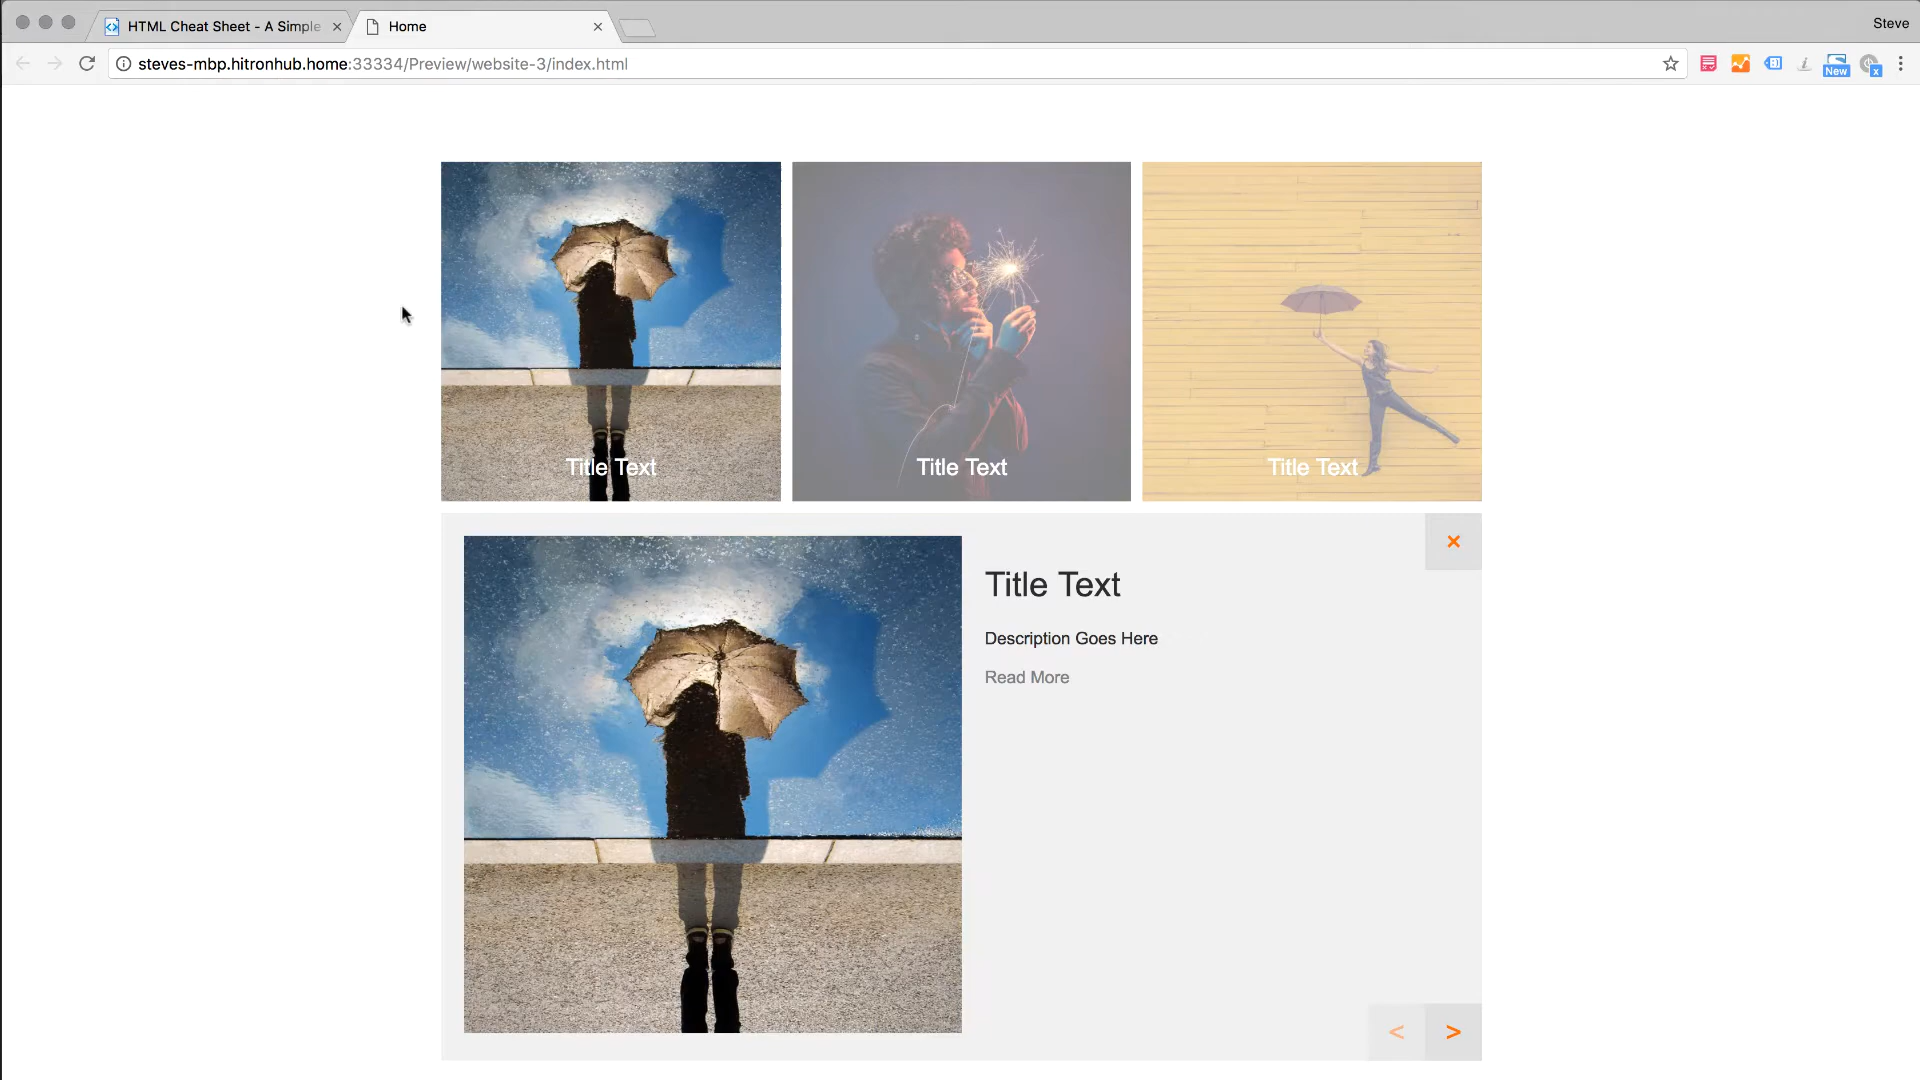 HTML Cheat Sheet - A Simple
Home
Steve
steves-mbp.hitronhub.home:33334/Preview/website-3/index.html
New
x
Title Text
Title Text
Title Text
×
Title Text
Description Goes Here
Read More
< >